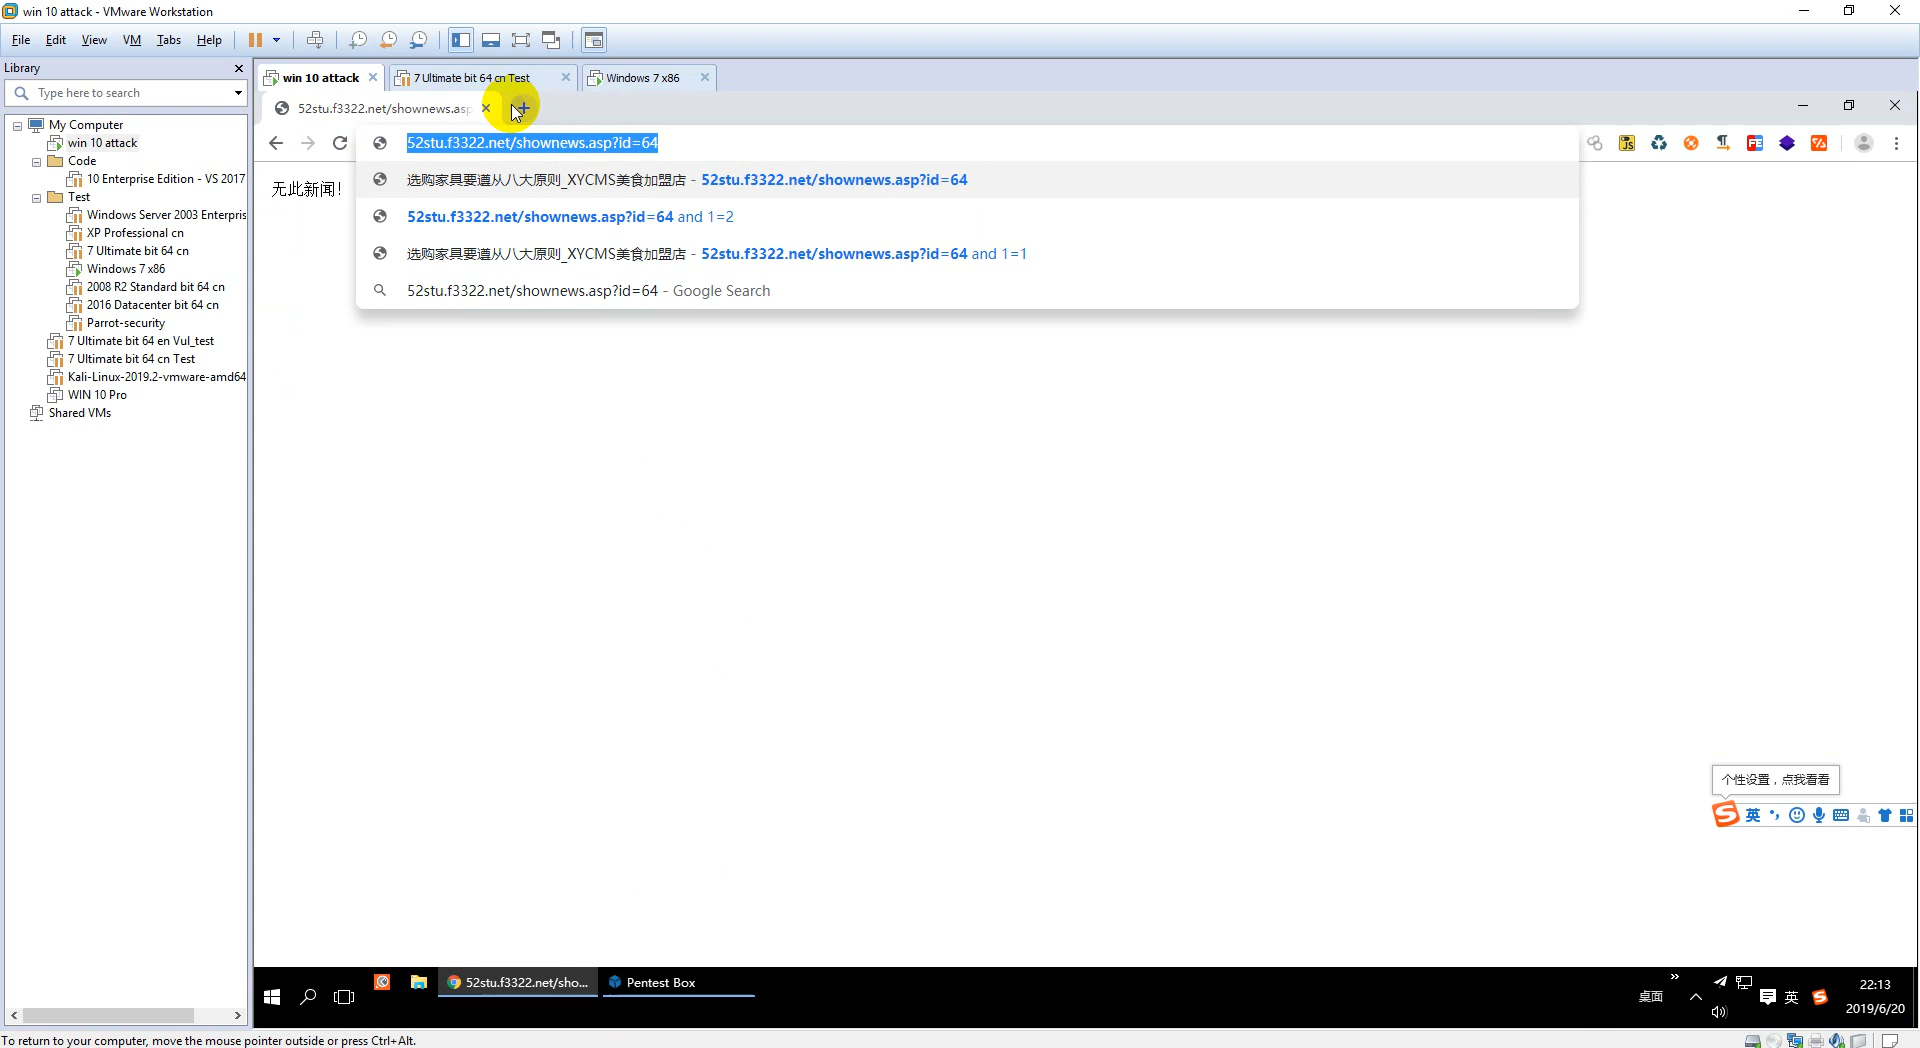 win 10 attack - VMware Workstation
File Edit View VM Tabs Help
Library
Type here to search
My Computer
win 10 attack
Code
10 Enterprise Edition - VS 2017
Test
Windows Server 2003 Enterpris
XP Professional cn
7 Ultimate bit 64 cn
Windows 7 x86
2008 R2 Standard bit 64 cn
2016 Datacenter bit 64 cn
Parrot-security
7 Ultimate bit 64 en Vul_test
7 Ultimate bit 64 cn Test
Kali-Linux-2019.2-vmware-amd64
WIN 10 Pro
Shared VMs
win 10 attack 7 Ultimate bit 64 cn Test Windows 7 x86
52stu.f3322.net/shownews.asp
52stu.f3322.net/shownews.asp?id=64
选购家具要遵从八大原则_XYCMS美食加盟店 - 52stu.f3322.net/shownews.asp?id=64
无此新闻!
52stu.f3322.net/shownews.asp?id=64 and 1=2
选购家具要遵从八大原则_XYCMS美食加盟店 - 52stu.f3322.net/shownews.asp?id=64 and 1=1
52stu.f3322.net/shownews.asp?id=64 - Google Search
个性设置，点我看看
英
52stu.f3322.net/sho... Pentest Box
桌面 英 22:13
2019/6/20
To return to your computer, move the mouse pointer outside or press Ctrl+Alt.